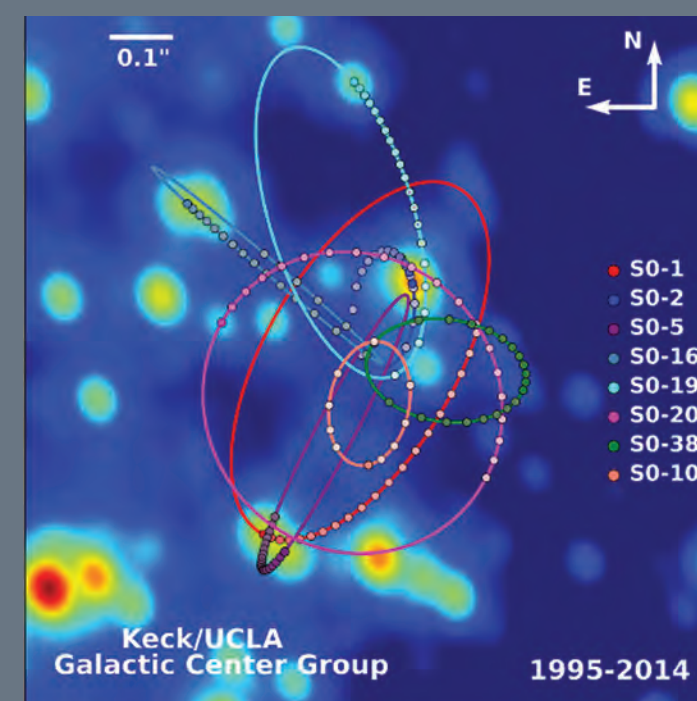 0.1"
N
E
S0-1
S0-2
S0-5
S0-16
S0-19
S0-20
S0-38
S0-10
Keck/UCLA
Galactic Center Group
1995-2014